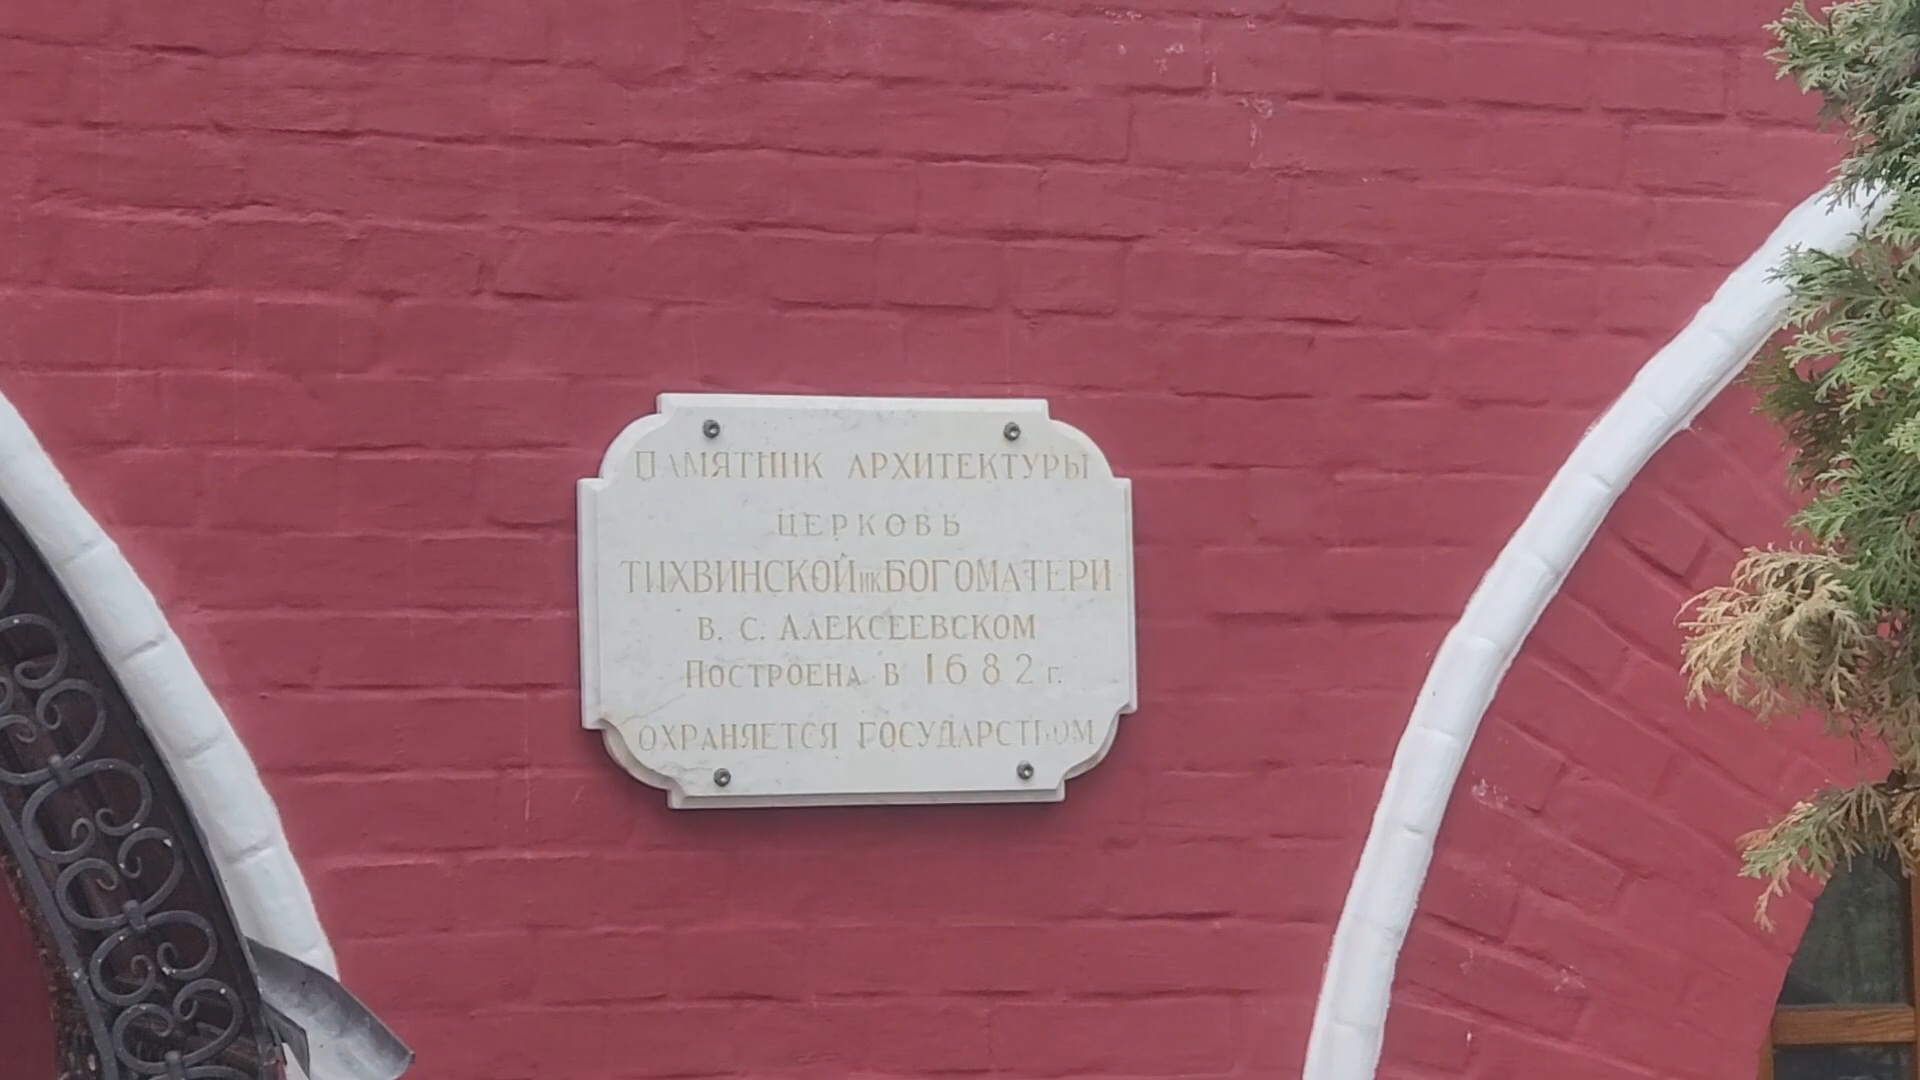 ПАМЯТНИК АРХИТЕКТУРЫ
ЦЕРКОВЬ
ТИХВИНСКОЙ ИК БОГОМАТЕРИ
В. С. АЛЕКСЕЕВСКОМ
ПОСТРОЕНА В 1682 Г.
ОХРАНЯЕТСЯ ГОСУДАРСТВОМ